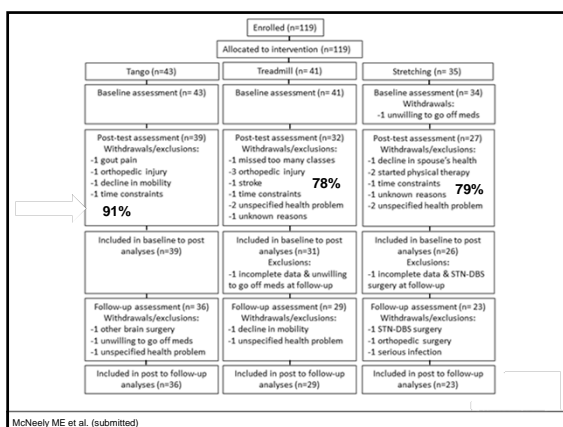 Enrolled (n=119)
Allocated to intervention (n=119)
Tango (n=43)
Treadmill (n= 41)
Stretching (n= 35)
Baseline assessment (n= 43)
Baseline assessment (n= 41)
Baseline assessment (n= 34)
Withdrawals:
-1 unwilling to go off meds
Post-test assessment (n=39)
Withdrawals/exclusions:
-1 gout pain
-1 orthopedic injury
-1 decline in mobility
-1 time constraints
91%
Post-test assessment (n=32)
Withdrawals/exclusions:
-1 missed too many classes
-3 orthopedic injury
-1 stroke
78%
-1 time constraints
-2 unspecified health problem
-1 unknown reasons
Post-test assessment (n=27)
Withdrawals/exclusions:
-1 decline in spouse's health
-2 started physical therapy
-1 time constraints
-1 unknown reasons
79%
-2 unspecified health problem
Included in baseline to post
analyses (n=39)
Included in baseline to post
analyses (n=31)
Exclusions:
-1 incomplete data & unwilling
to go off meds at follow-up
Included in baseline to post
analyses (n=26)
Exclusions:
-1 incomplete data & STN-DBS
surgery at follow-up
Follow-up assessment (n= 36)
Withdrawals/exclusions:
-1 other brain surgery
-1 unwilling to go off meds
-1 unspecified health problem
Follow-up assessment (n= 29)
Withdrawals/exclusions:
-1 decline in mobility
-1 unspecified health problem
Follow-up assessment (n= 23)
Withdrawals/exclusions:
-1 STN-DBS surgery
-1 orthopedic surgery
-1 serious infection
Included in post to follow-up
analyses (n=36)
Included in post to follow-up
analyses (n=29)
Included in post to follow-up
analyses (n=23)
McNeely ME et al. (submitted)